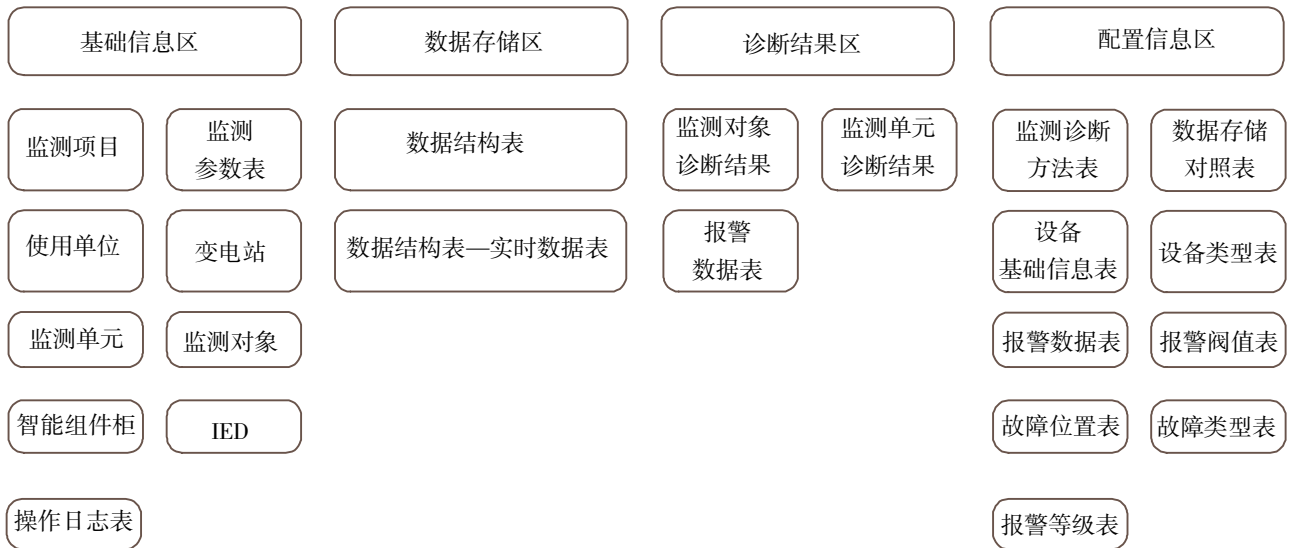 基础信息区
数据存储区
诊断结果区
配置信息区
监测项目
监测
参数表
数据结构表
监测对象
诊断结果
监测单元
诊断结果
监测诊断
方法表
数据存储
对照表
使用单位
变电站
数据结构表—实时数据表
报警
数据表
设备
基础信息表
设备类型表
监测单元
监测对象
报警数据表
报警阀值表
智能组件柜
IED
故障位置表
故障类型表
操作日志表
报警等级表